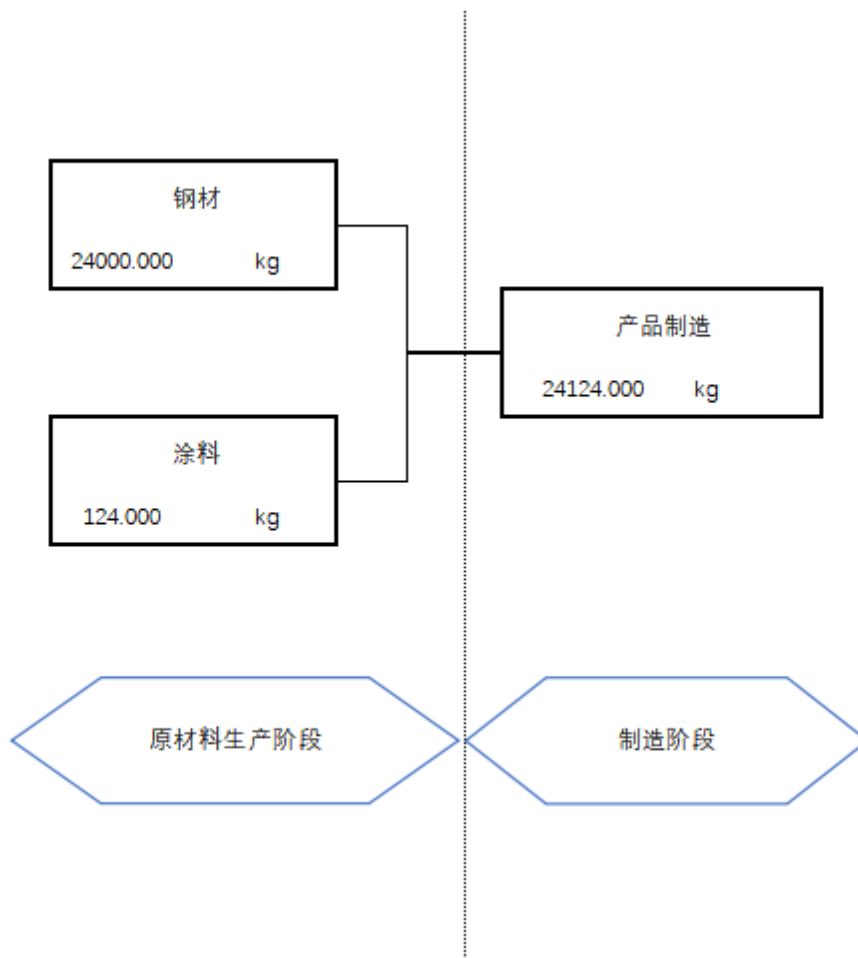 钢材
24000.000 kg
产品制造
24124.000 kg
涂料
124.000 kg
原材料生产阶段
制造阶段